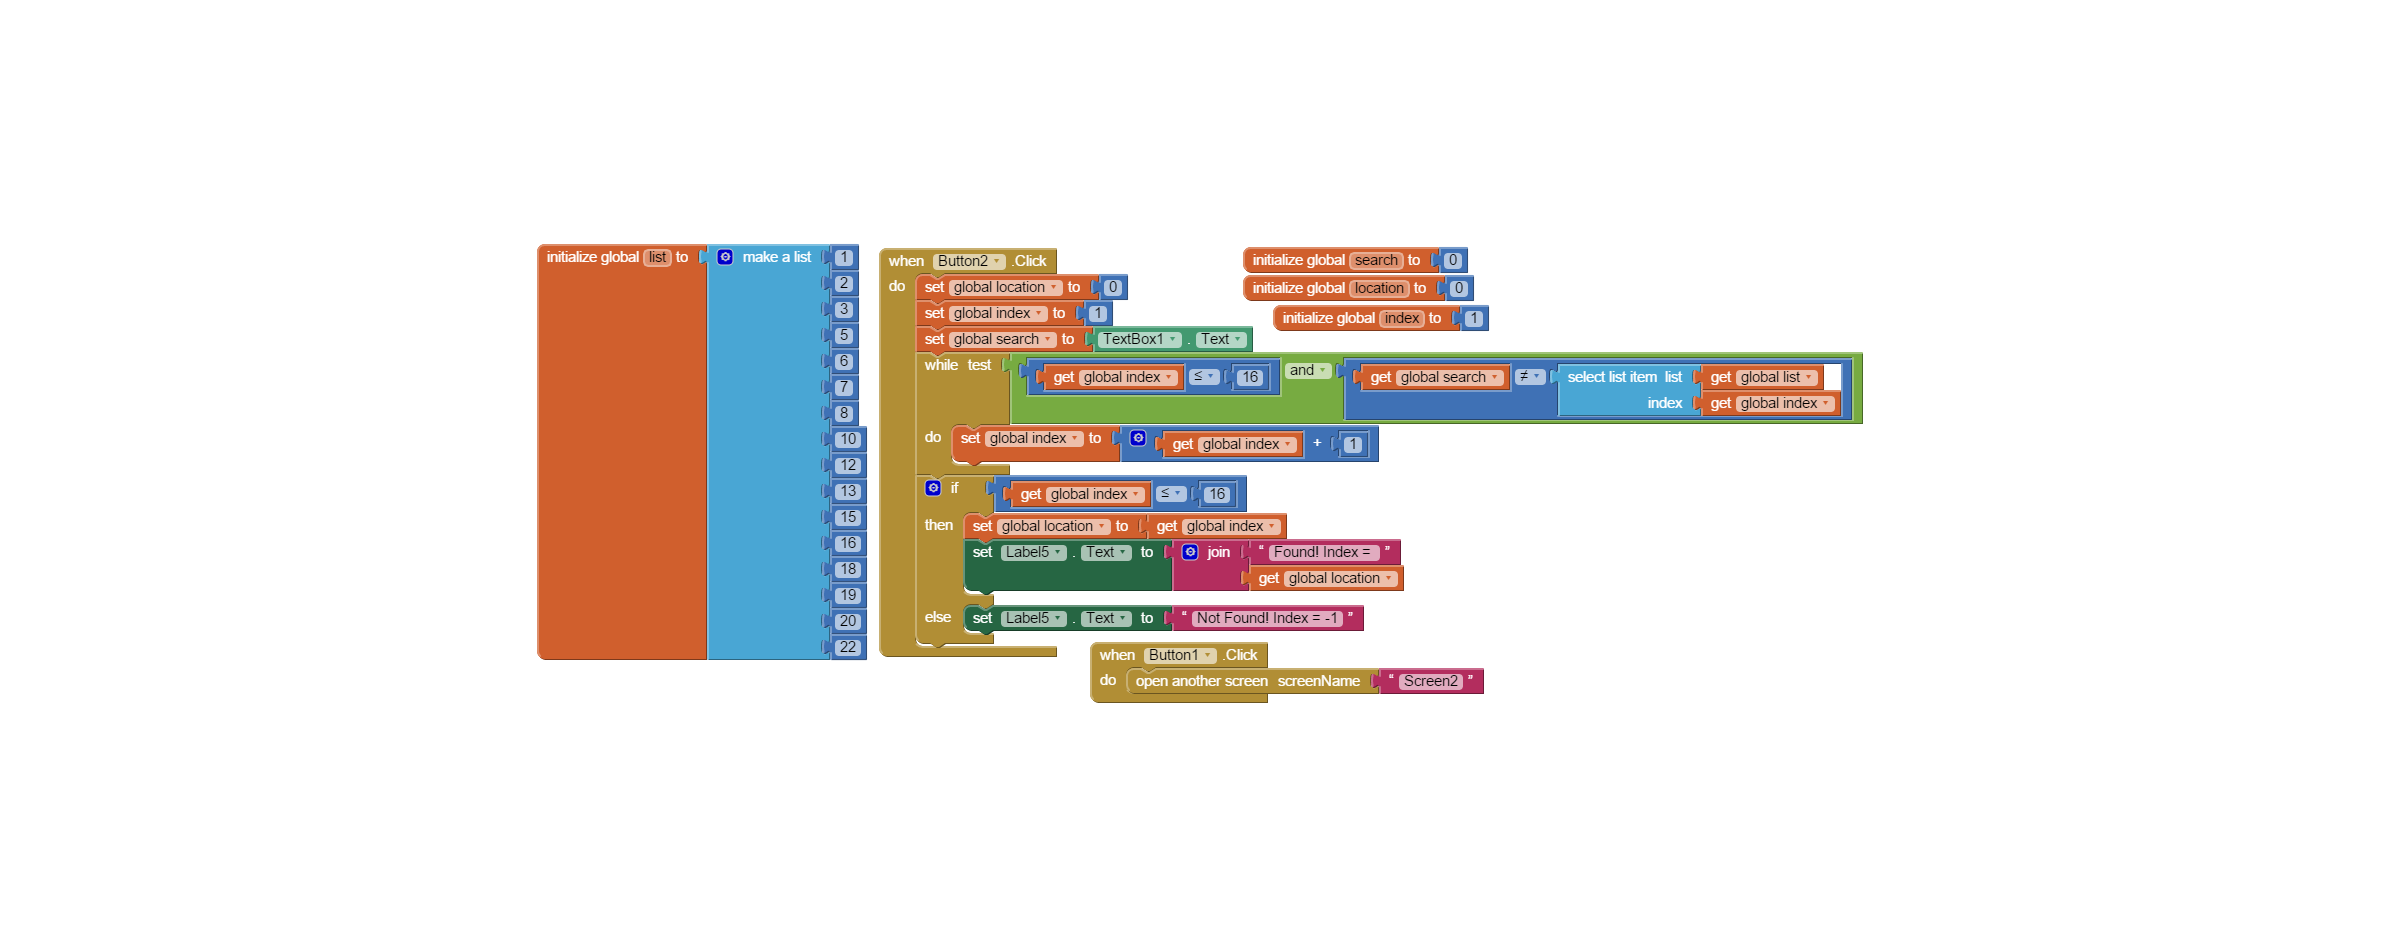 initialize global list to make a list 1
2
3
5
6
7
8
10
12
13
15
16
18
19
20
22
when Button2 .Click
do set global location to 0
set global index to 1
set global search to TextBox1 . Text
while test get global index ≤ 16 and get global search ≠ select list item list get global list
index get global index
do set global index to get global index + 1
if get global index ≤ 16
then set global location to get global index
set Label5 . Text to join “ Found! Index = ”
get global location
else set Label5 . Text to “ Not Found! Index = -1 ”
initialize global search to 0
initialize global location to 0
initialize global index to 1
when Button1 .Click
do open another screen screenName “ Screen2 ”